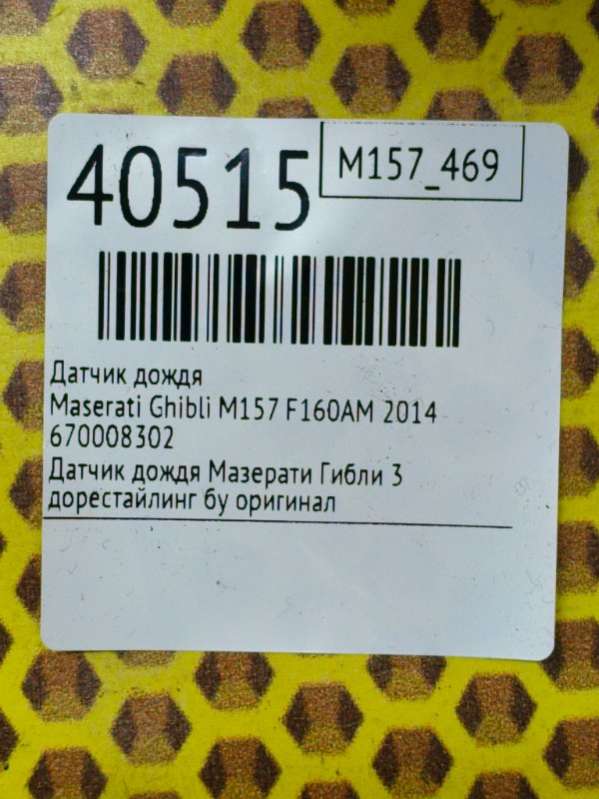 40515
M157_469
Датчик дождя
Maserati Ghibli M157 F160AM 2014
670008302
Датчик дождя Мазерати Гибли 3
дорестайлинг бу оригинал